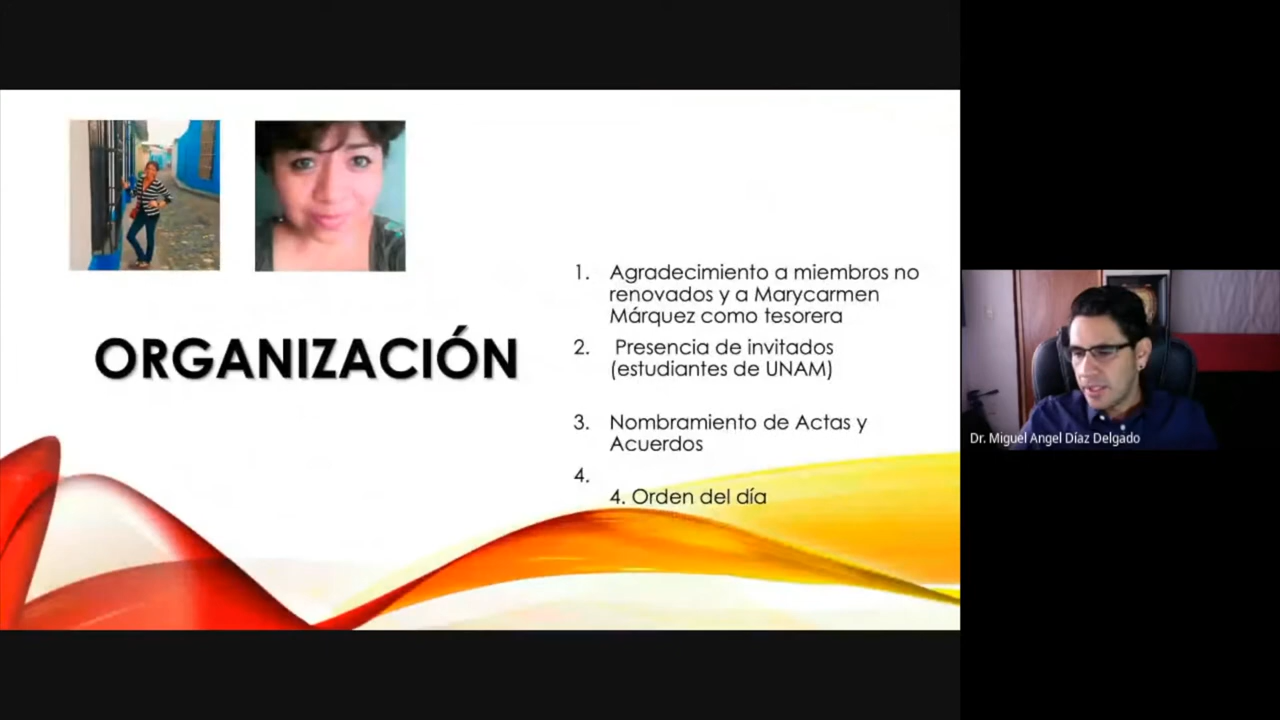 ORGANIZACIÓN
1. Agradecimiento a miembros no
renovados y a Marycarmen
Márquez como tesorera
2. Presencia de invitados
(estudiantes de UNAM)
3. Nombramiento de Actas y
Acuerdos
4.
4. Orden del día
Dr. Miguel Angel Díaz Delgado